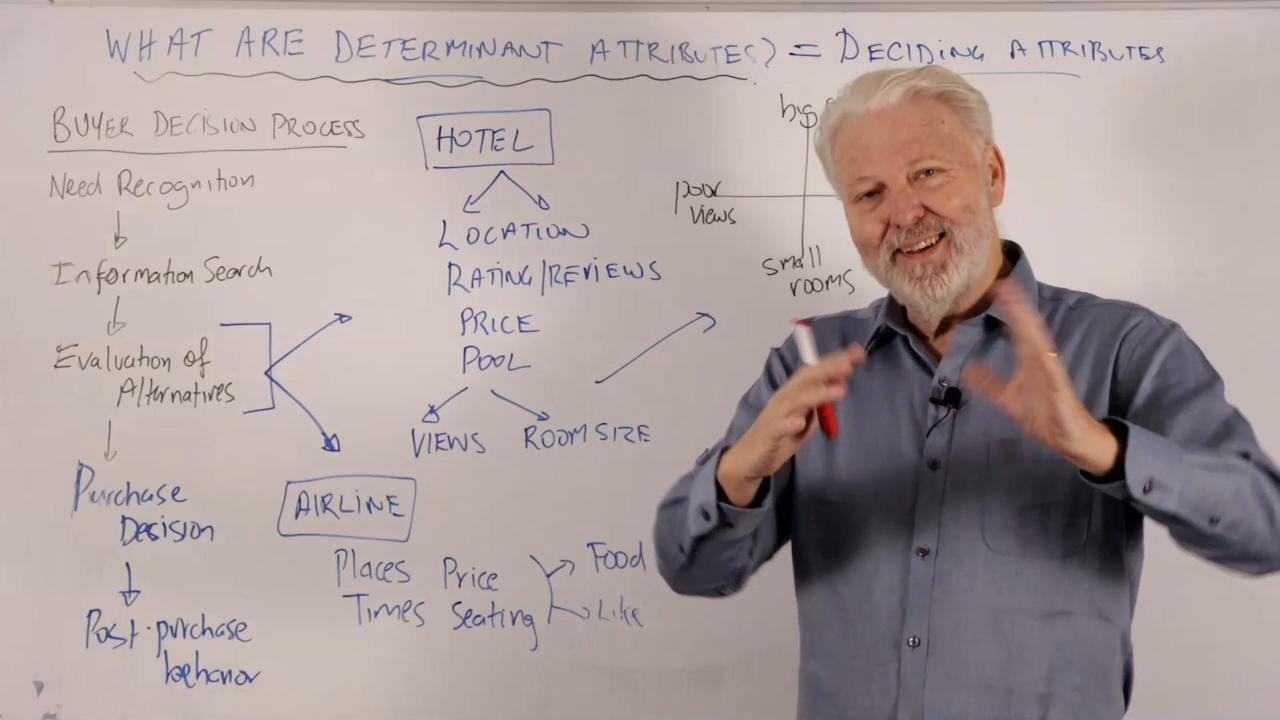 WHAT ARE DETERMINANT ATTRIBUTES? = DECIDING ATTRIBUTES
BUYER DECISION PROCESS
Need Recognition
Information Search
Evaluation of
Alternatives
Purchase
Desision
Post-purchase
behavior
HOTEL
LOCATION
RATING/REVIEWS
PRICE
POOL
VIEWS ROOM SIZE
AIRLINE
Places Price
Times Seating
Food
Like
big
poor
views
small
rooms